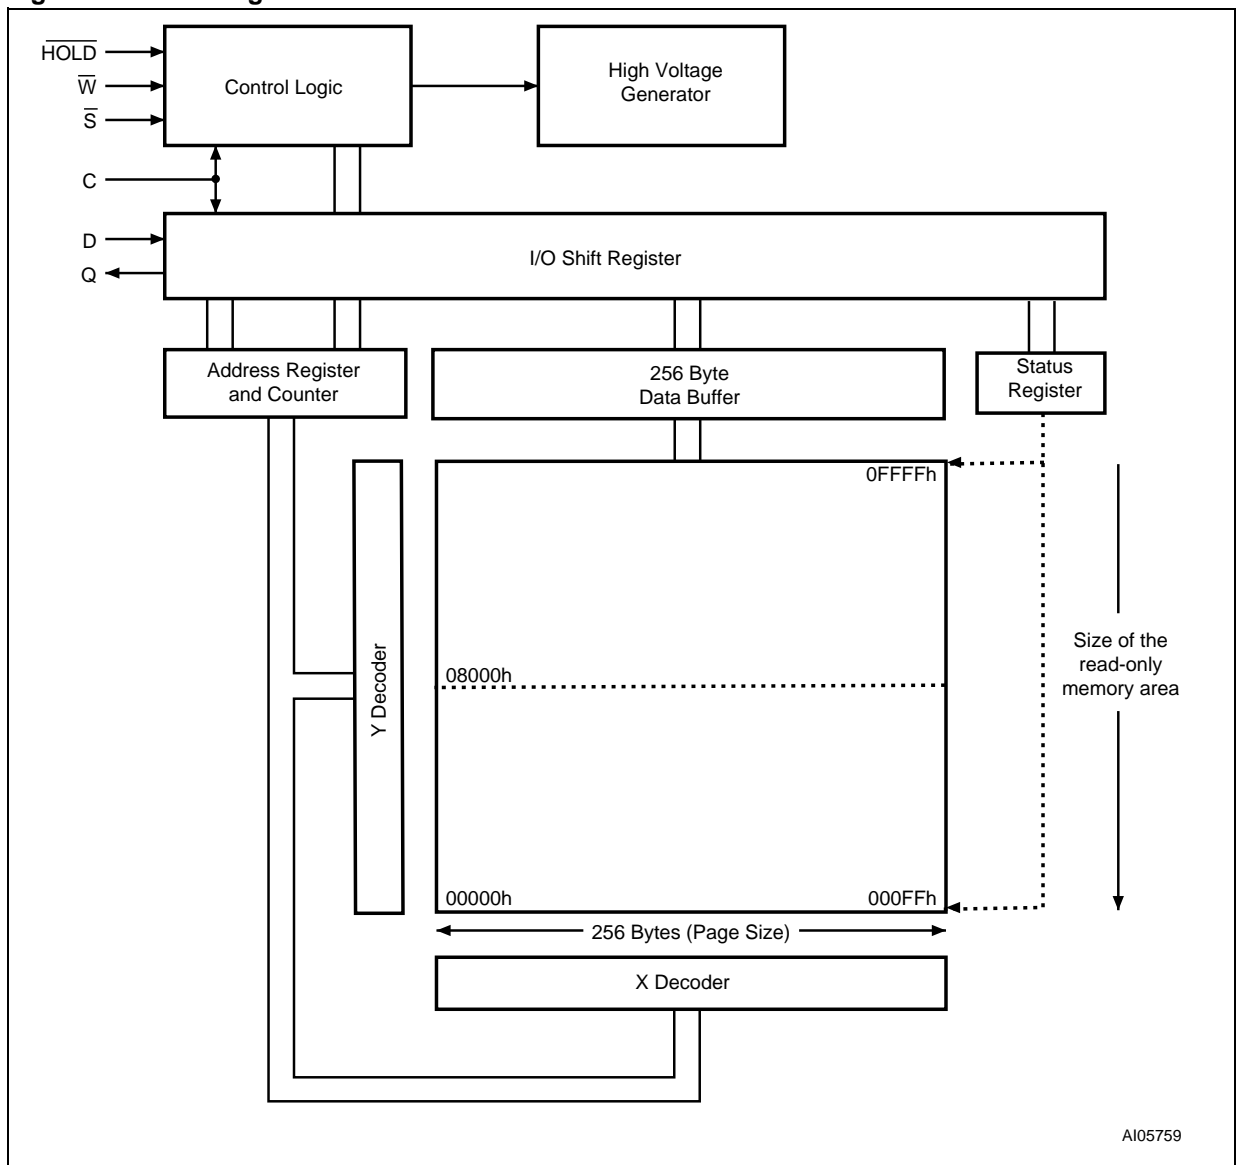 HOLD
W
S
C
D
Q
Control Logic
High Voltage
Generator
I/O Shift Register
Address Register
and Counter
256 Byte
Data Buffer
Status
Register
0FFFFh
Y Decoder
08000h
Size of the
read-only
memory area
00000h
000FFh
256 Bytes (Page Size)
X Decoder
AI05759